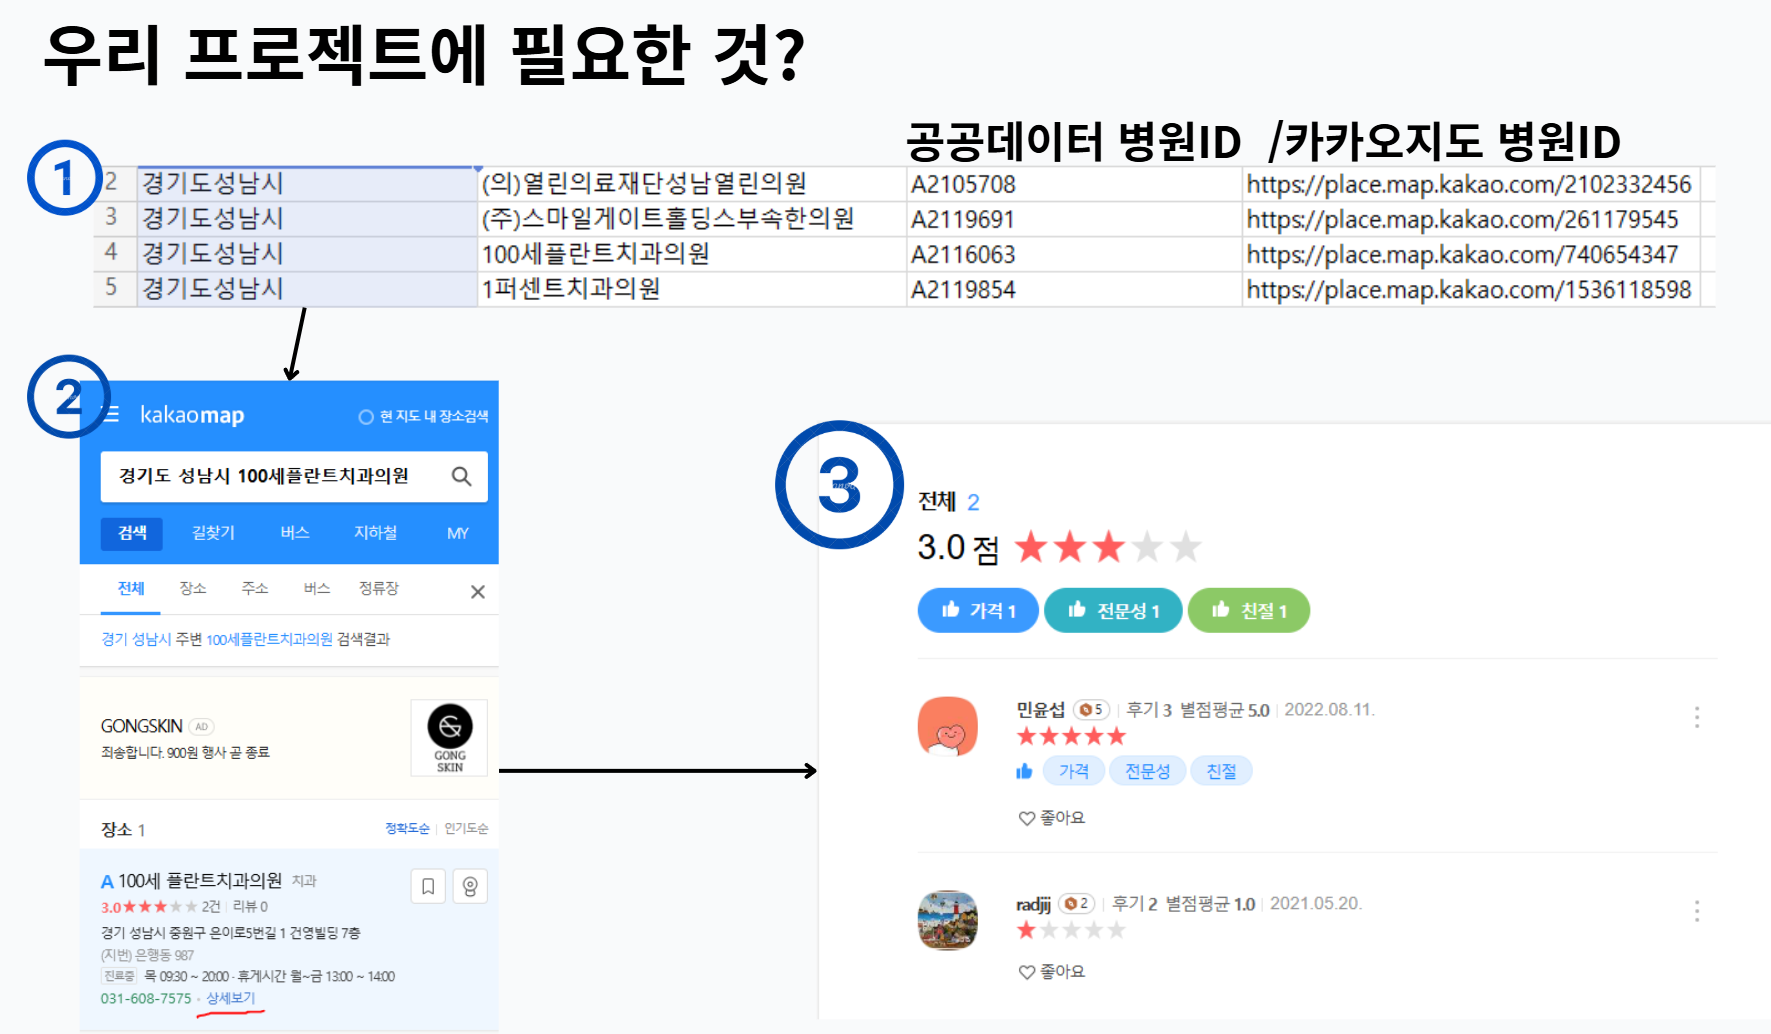 우리 프로젝트에 필요한 것?
공공데이터 병원ID /카카오지도 병원ID
1
2 경기도성남시 (의)열린의료재단성남열린의원 A2105708 https://place.map.kakao.com/2102332456
3 경기도성남시 (주)스마일게이트홀딩스부속한의원 A2119691 https://place.map.kakao.com/261179545
4 경기도성남시 100세플란트치과의원 A2116063 https://place.map.kakao.com/740654347
5 경기도성남시 1퍼센트치과의원 A2119854 https://place.map.kakao.com/1536118598
2
kakaomap 현 지도 내 장소검색
경기도 성남시 100세플란트치과의원
검색 길찾기 버스 지하철 MY
전체 장소 주소 버스 정류장
경기 성남시 주변 100세플란트치과의원 검색결과
GONGSKIN AD
죄송합니다. 900원 행사 곧 종료
GONG
SKIN
장소 1 정확도순 인기도순
A 100세 플란트치과의원 치과
3.0 2건 리뷰 0
경기 성남시 중원구 은이로5번길 1 건영빌딩 7층
(지번) 은행동 987
진료중 목 09:30 ~ 20:00 · 휴게시간 월~금 13:00 ~ 14:00
031-608-7575 · 상세보기
3
전체 2
3.0 점
가격 1 전문성 1 친절 1
민윤섭 5 후기 3 별점평균 5.0 2022.08.11.
가격 전문성 친절
좋아요
radjij 2 후기 2 별점평균 1.0 2021.05.20.
좋아요